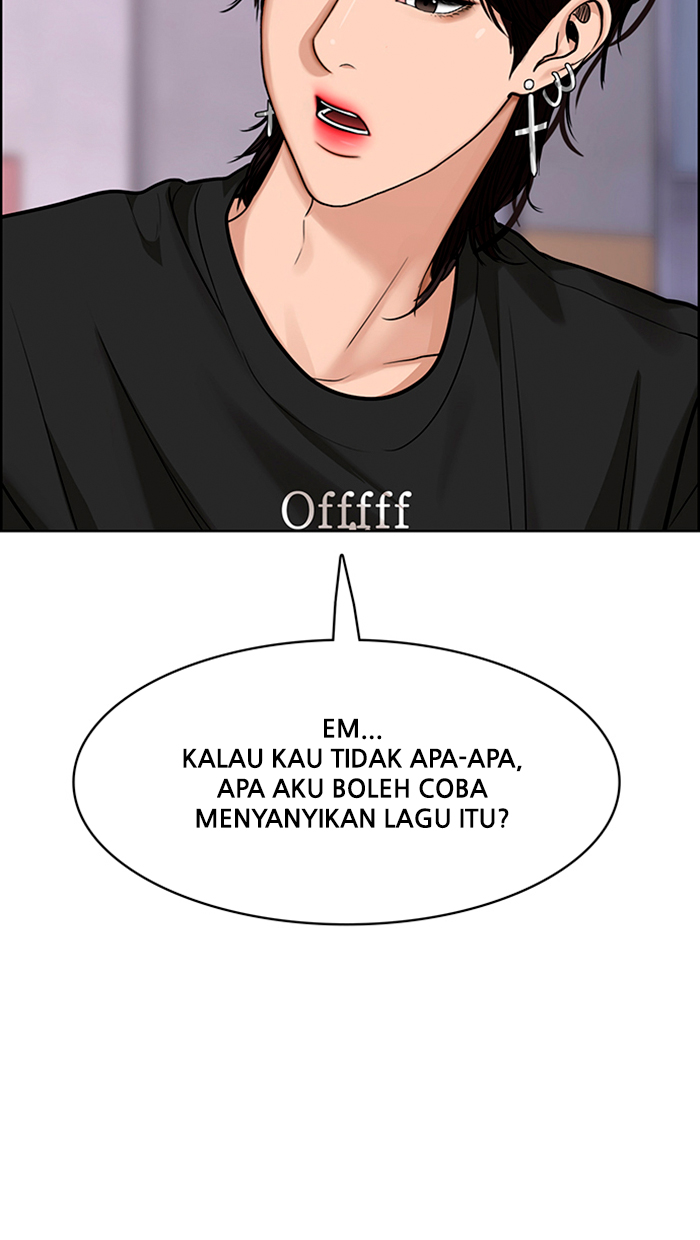 Offfff
EM...
KALAU KAU TIDAK APA-APA,
APA AKU BOLEH COBA
MENYANYIKAN LAGU ITU?